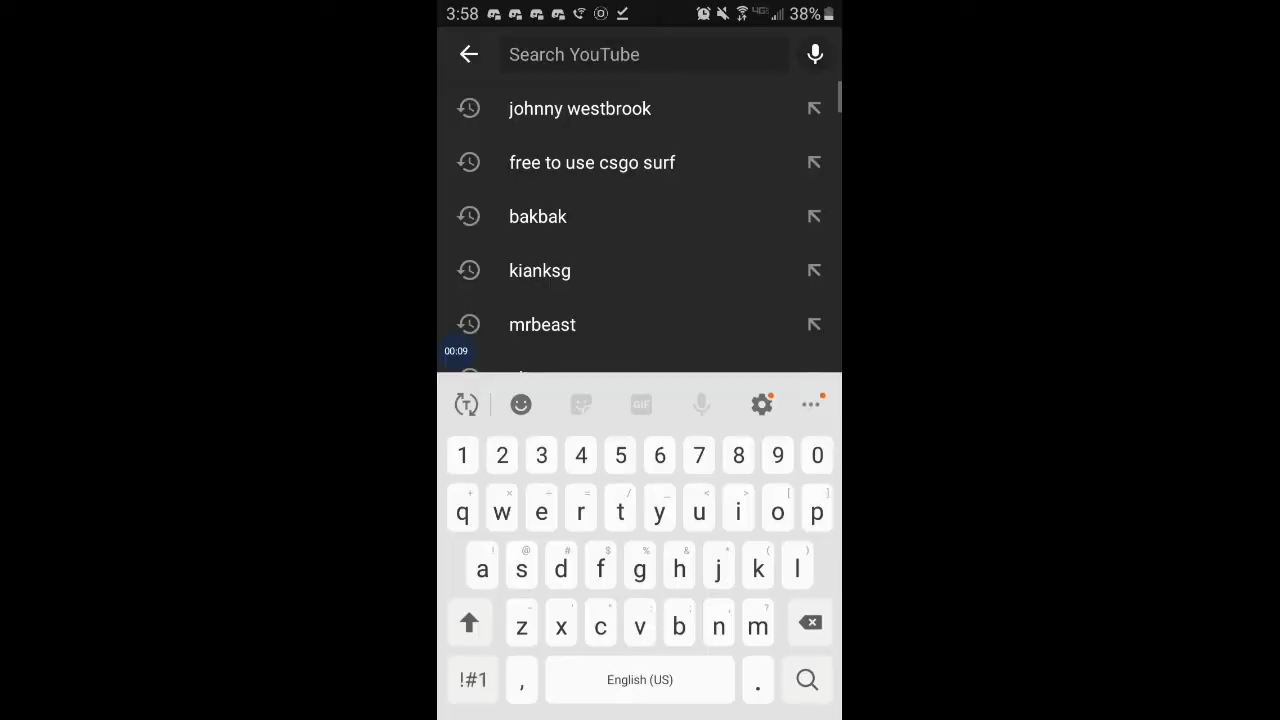 3:58 38%
Search YouTube
johnny westbrook
free to use csgo surf
bakbak
kianksg
mrbeast
00:09
T GIF
1 2 3 4 5 6 7 8 9 0
+ × ÷ = / _ < > [ ]
q w e r t y u i o p
! @ # $ % & * ( )
a s d f g h j k l
- ' " : ; , ?
z x c v b n m
!#1 , English (US) .